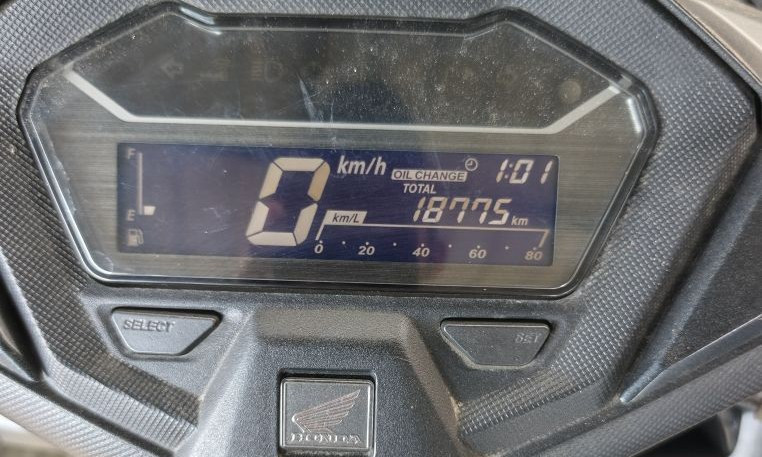 F
E
0 km/h
OIL CHANGE 1:01
TOTAL
18775 km
km/L
0 20 40 60 80
SELECT
SET
HONDA